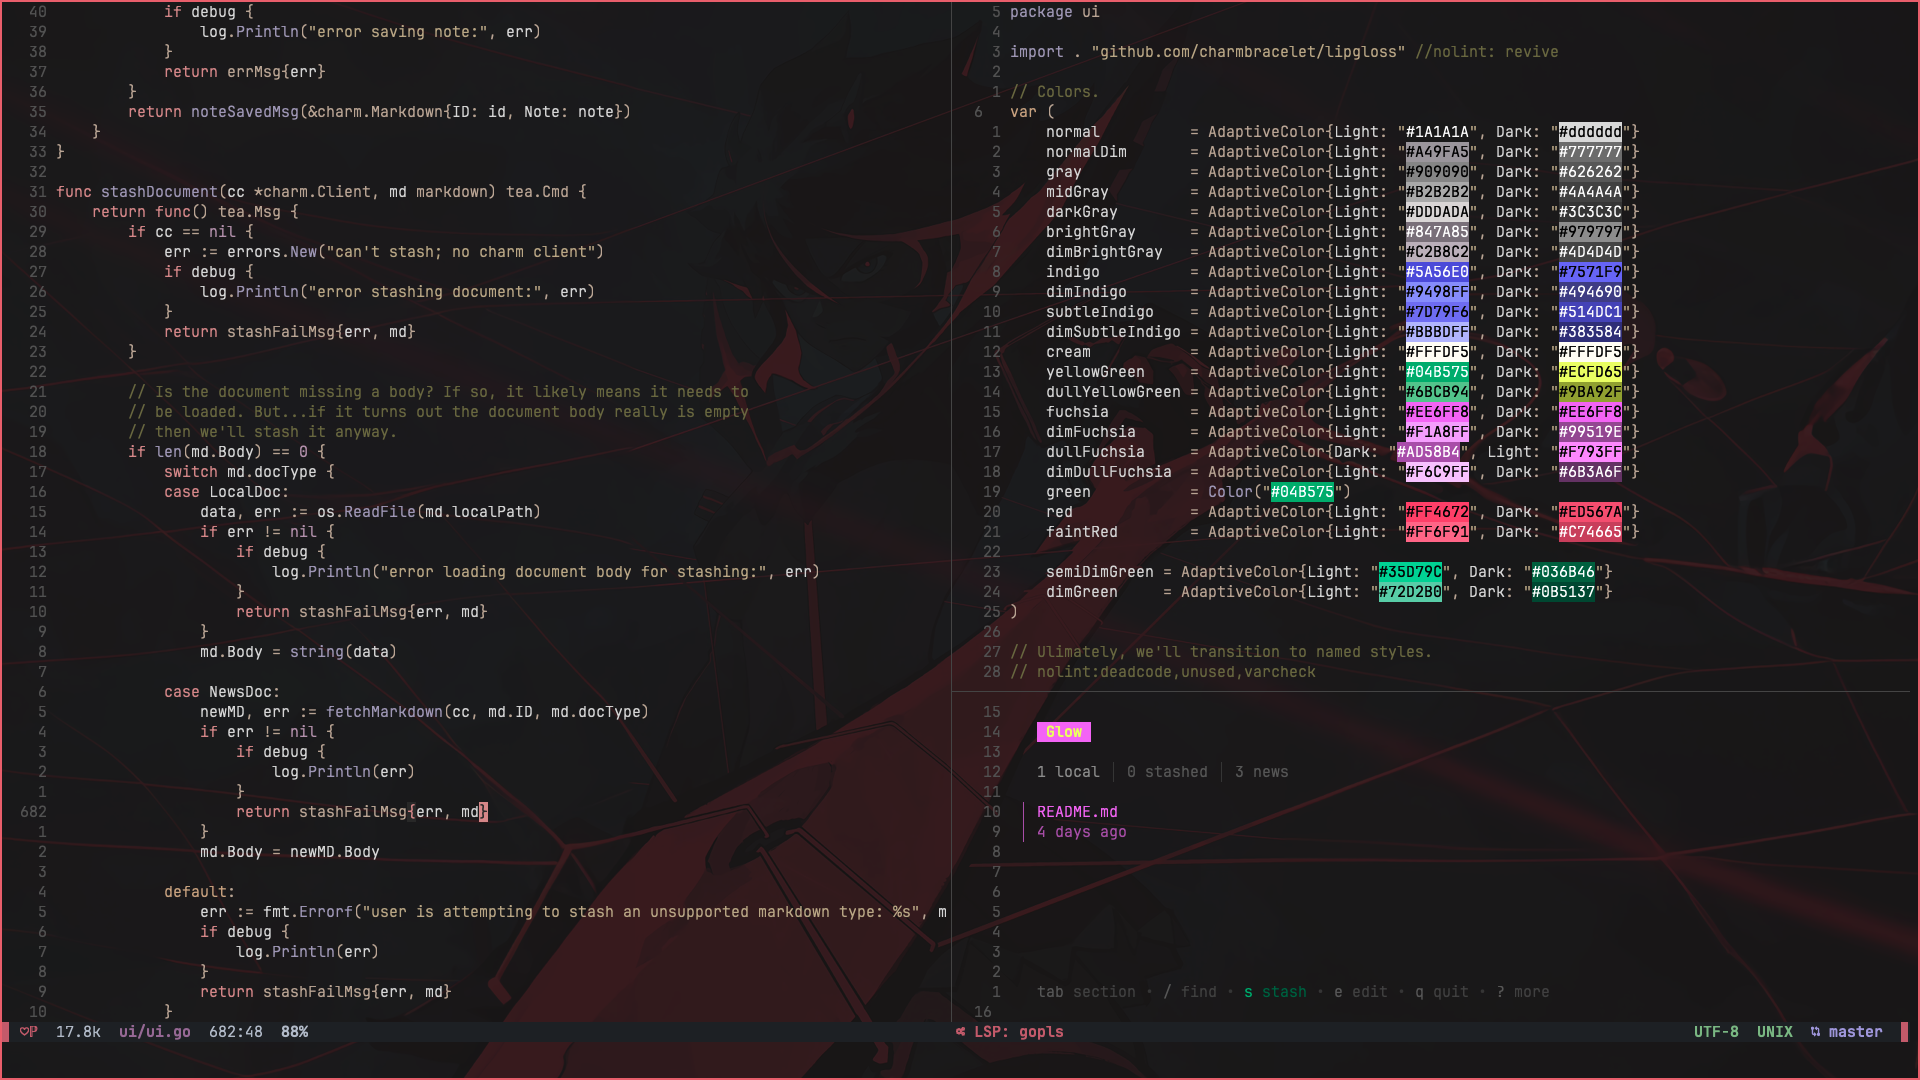 40             if debug {
39                 log.Println("error saving note:", err)
38             }
37             return errMsg{err}
36         }
35         return noteSavedMsg(&charm.Markdown{ID: id, Note: note})
34     }
33 }
32
31 func stashDocument(cc *charm.Client, md markdown) tea.Cmd {
30     return func() tea.Msg {
29         if cc == nil {
28             err := errors.New("can't stash; no charm client")
27             if debug {
26                 log.Println("error stashing document:", err)
25             }
24             return stashFailMsg{err, md}
23         }
22
21         // Is the document missing a body? If so, it likely means it needs to
20         // be loaded. But...if it turns out the document body really is empty
19         // then we'll stash it anyway.
18         if len(md.Body) == 0 {
17             switch md.docType {
16             case LocalDoc:
15                 data, err := os.ReadFile(md.localPath)
14                 if err != nil {
13                     if debug {
12                         log.Println("error loading document body for stashing:", err)
11                     }
10                     return stashFailMsg{err, md}
9                 }
8                 md.Body = string(data)
7
6             case NewsDoc:
5                 newMD, err := fetchMarkdown(cc, md.ID, md.docType)
4                 if err != nil {
3                     if debug {
2                         log.Println(err)
1                     }
682                     return stashFailMsg{err, md}
1                 }
2                 md.Body = newMD.Body
3
4             default:
5                 err := fmt.Errorf("user is attempting to stash an unsupported markdown type: %s", m
6                 if debug {
7                     log.Println(err)
8                 }
9                 return stashFailMsg{err, md}
10             }
5 package ui
4
3 import . "github.com/charmbracelet/lipgloss" //nolint: revive
2
1 // Colors.
6 var (
1     normal          = AdaptiveColor{Light: "#1A1A1A", Dark: "#dddddd"}
2     normalDim       = AdaptiveColor{Light: "#A49FA5", Dark: "#777777"}
3     gray            = AdaptiveColor{Light: "#909090", Dark: "#626262"}
4     midGray         = AdaptiveColor{Light: "#B2B2B2", Dark: "#4A4A4A"}
5     darkGray        = AdaptiveColor{Light: "#DDDADA", Dark: "#3C3C3C"}
6     brightGray      = AdaptiveColor{Light: "#847A85", Dark: "#979797"}
7     dimBrightGray   = AdaptiveColor{Light: "#C2B8C2", Dark: "#4D4D4D"}
8     indigo          = AdaptiveColor{Light: "#5A56E0", Dark: "#7571F9"}
9     dimIndigo       = AdaptiveColor{Light: "#9498FF", Dark: "#494690"}
10     subtleIndigo    = AdaptiveColor{Light: "#7D79F6", Dark: "#514DC1"}
11     dimSubtleIndigo = AdaptiveColor{Light: "#BBBDFF", Dark: "#383584"}
12     cream           = AdaptiveColor{Light: "#FFFDF5", Dark: "#FFFDF5"}
13     yellowGreen     = AdaptiveColor{Light: "#04B575", Dark: "#ECFD65"}
14     dullYellowGreen = AdaptiveColor{Light: "#6BCB94", Dark: "#9BA92F"}
15     fuchsia         = AdaptiveColor{Light: "#EE6FF8", Dark: "#EE6FF8"}
16     dimFuchsia      = AdaptiveColor{Light: "#F1A8FF", Dark: "#99519E"}
17     dullFuchsia     = AdaptiveColor{Dark: "#AD58B4", Light: "#F793FF"}
18     dimDullFuchsia  = AdaptiveColor{Light: "#F6C9FF", Dark: "#6B3A6F"}
19     green           = Color("#04B575")
20     red             = AdaptiveColor{Light: "#FF4672", Dark: "#ED567A"}
21     faintRed        = AdaptiveColor{Light: "#FF6F91", Dark: "#C74665"}
22
23     semiDimGreen = AdaptiveColor{Light: "#35D79C", Dark: "#036B46"}
24     dimGreen     = AdaptiveColor{Light: "#72D2B0", Dark: "#0B5137"}
25 )
26
27 // Ulimately, we'll transition to named styles.
28 // nolint:deadcode,unused,varcheck
15
14    Glow
13
12   1 local │ 0 stashed │ 3 news
11
10 │ README.md
9 │ 4 days ago
8
7
6
5
4
3
2
1   tab section • / find • s stash • e edit • q quit • ? more
16
♡ℙ 17.8k ui/ui.go 682:48 88% LSP: gopls UTF-8 UNIX master